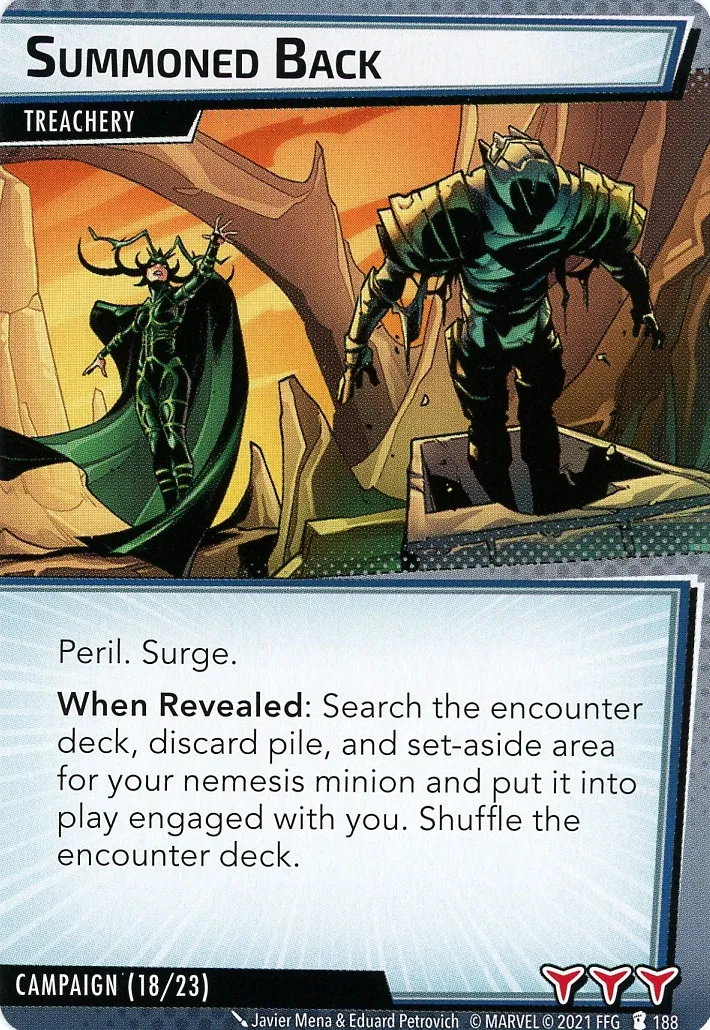 SUMMONED BACK
TREACHERY
Peril. Surge.
When Revealed: Search the encounter
deck, discard pile, and set-aside area
for your nemesis minion and put it into
play engaged with you. Shuffle the
encounter deck.
CAMPAIGN (18/23)
Javier Mena & Eduard Petrovich © MARVEL © 2021 FFG 188